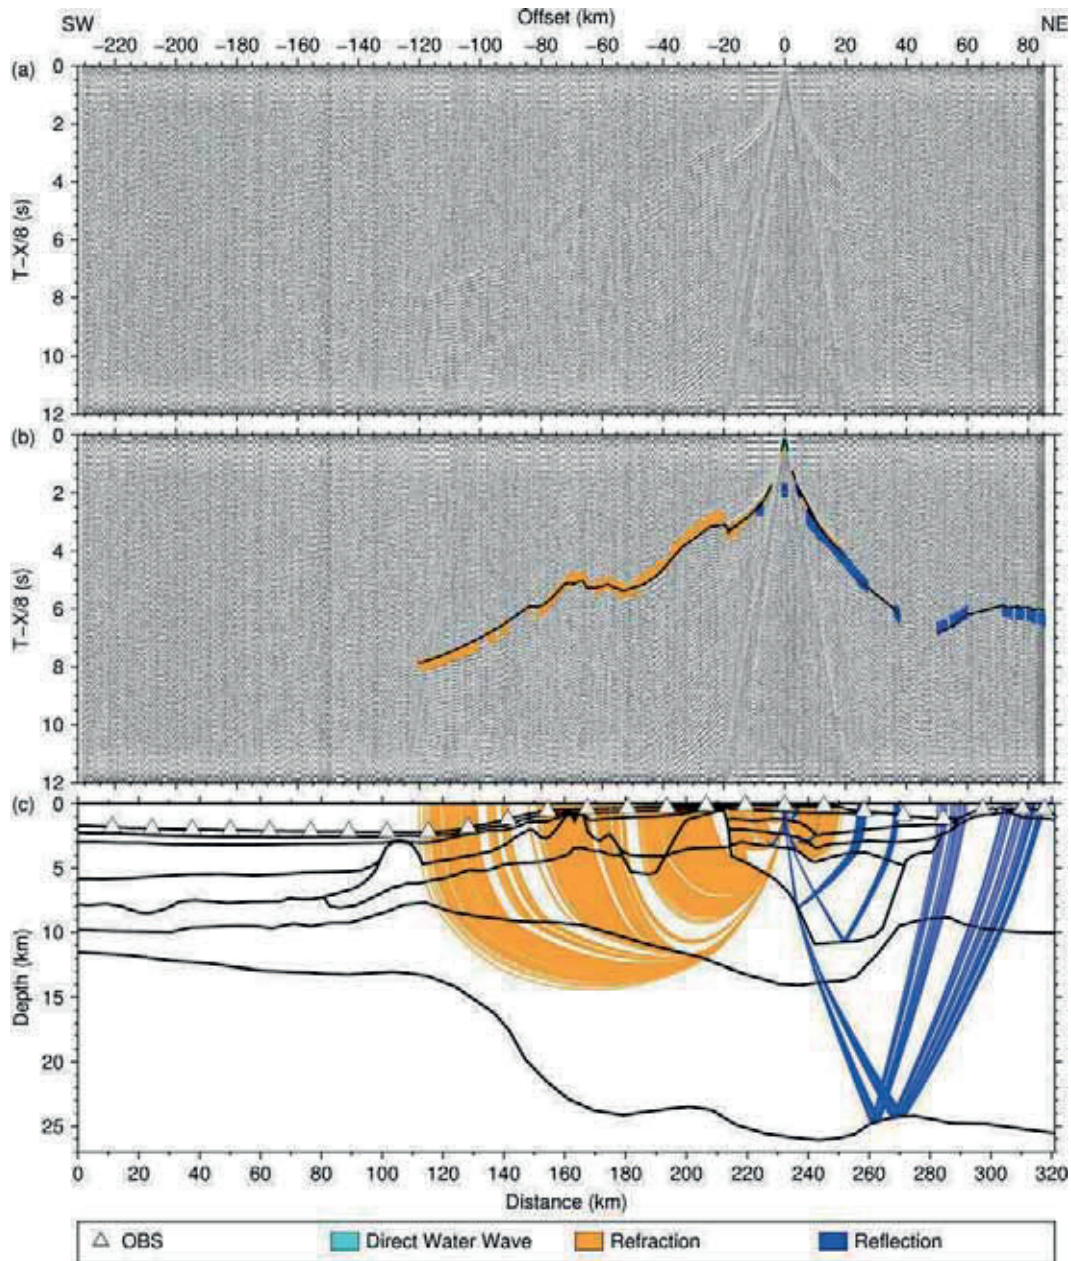 SW Offset (km) NE
−220 −200 −180 −160 −140 −120 −100 −80 −60 −40 −20 0 20 40 60 80
(a) 0
2
4
T−X/8 (s)
6
8
10
12
(b) 0
2
4
T−X/8 (s)
6
8
10
12
(c) 0
5
10
Depth (km)
15
20
25
0 20 40 60 80 100 120 140 160 180 200 220 240 260 280 300 320
Distance (km)
OBS Direct Water Wave Refraction Reflection